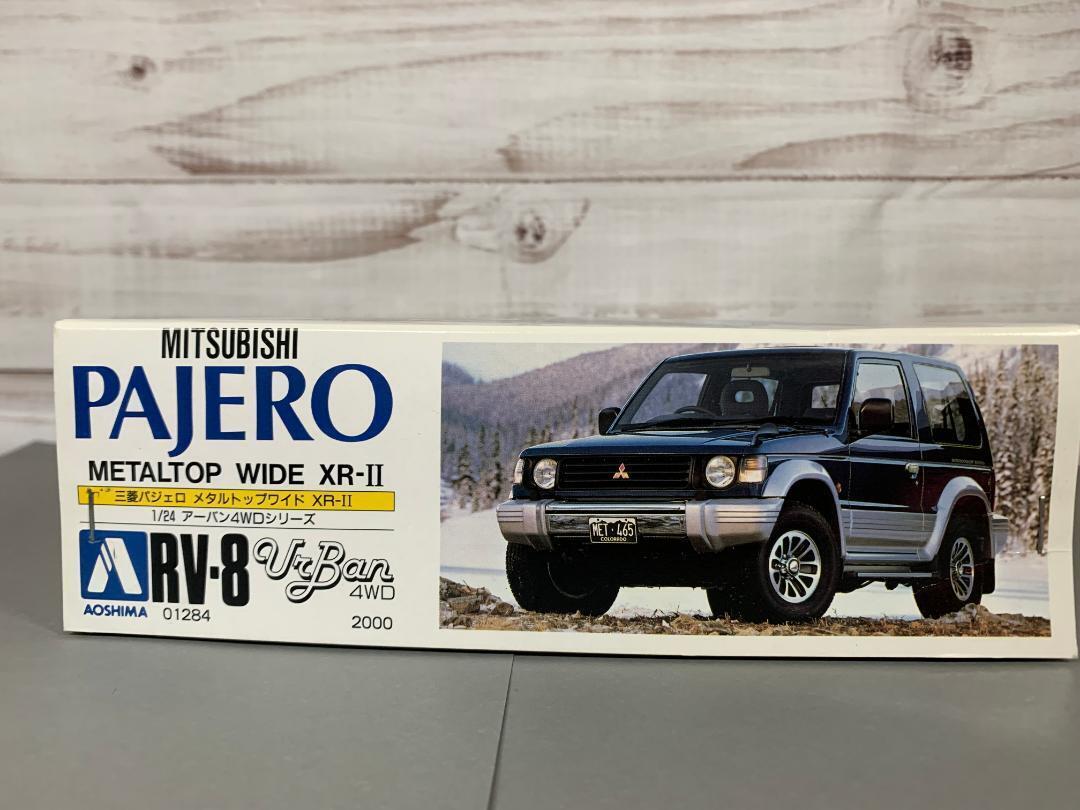 MITSUBISHI
PAJERO
METALTOP WIDE XR-II
三菱パジェロ メタルトップワイド XR-II
1/24 アーバン4WDシリーズ
AOSHIMA
RV-8
UrBan
4WD
01284
2000
MET·465
COLORADO